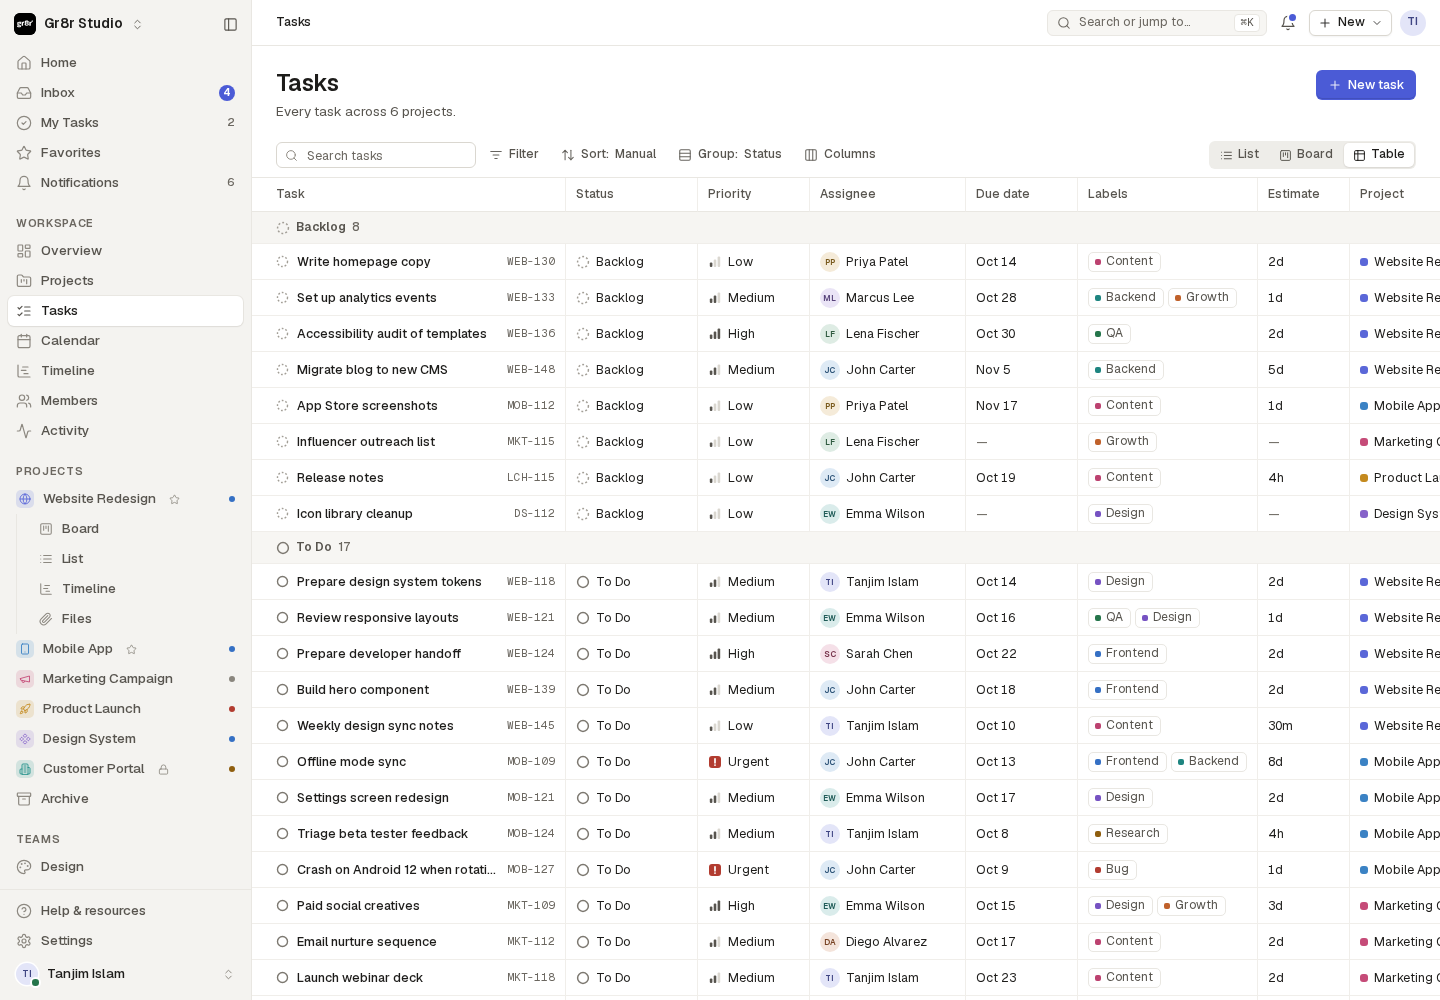 gr8r Gr8r Studio
Home
Inbox 4
My Tasks 2
Favorites
Notifications 6
WORKSPACE
Overview
Projects
Tasks
Calendar
Timeline
Members
Activity
PROJECTS
Website Redesign
Board
List
Timeline
Files
Mobile App
Marketing Campaign
Product Launch
Design System
Customer Portal
Archive
TEAMS
Design
Help & resources
Settings
TI Tanjim Islam
Tasks Search or jump to... ⌘K New TI
Tasks
Every task across 6 projects.
New task
Search tasks Filter Sort: Manual Group: Status Columns List Board Table
Task Status Priority Assignee Due date Labels Estimate Project
Backlog 8
Write homepage copy WEB-130 Backlog Low PP Priya Patel Oct 14 Content 2d Website Re
Set up analytics events WEB-133 Backlog Medium ML Marcus Lee Oct 28 Backend Growth 1d Website Re
Accessibility audit of templates WEB-136 Backlog High LF Lena Fischer Oct 30 QA 2d Website Re
Migrate blog to new CMS WEB-148 Backlog Medium JC John Carter Nov 5 Backend 5d Website Re
App Store screenshots MOB-112 Backlog Low PP Priya Patel Nov 17 Content 1d Mobile App
Influencer outreach list MKT-115 Backlog Low LF Lena Fischer — Growth — Marketing C
Release notes LCH-115 Backlog Low JC John Carter Oct 19 Content 4h Product La
Icon library cleanup DS-112 Backlog Low EW Emma Wilson — Design — Design Sys
To Do 17
Prepare design system tokens WEB-118 To Do Medium TI Tanjim Islam Oct 14 Design 2d Website Re
Review responsive layouts WEB-121 To Do Medium EW Emma Wilson Oct 16 QA Design 1d Website Re
Prepare developer handoff WEB-124 To Do High SC Sarah Chen Oct 22 Frontend 2d Website Re
Build hero component WEB-139 To Do Medium JC John Carter Oct 18 Frontend 2d Website Re
Weekly design sync notes WEB-145 To Do Low TI Tanjim Islam Oct 10 Content 30m Website Re
Offline mode sync MOB-109 To Do Urgent JC John Carter Oct 13 Frontend Backend 8d Mobile App
Settings screen redesign MOB-121 To Do Medium EW Emma Wilson Oct 17 Design 2d Mobile App
Triage beta tester feedback MOB-124 To Do Medium TI Tanjim Islam Oct 8 Research 4h Mobile App
Crash on Android 12 when rotati... MOB-127 To Do Urgent JC John Carter Oct 9 Bug 1d Mobile App
Paid social creatives MKT-109 To Do High EW Emma Wilson Oct 15 Design Growth 3d Marketing C
Email nurture sequence MKT-112 To Do Medium DA Diego Alvarez Oct 17 Content 2d Marketing C
Launch webinar deck MKT-118 To Do Medium TI Tanjim Islam Oct 23 Content 2d Marketing C